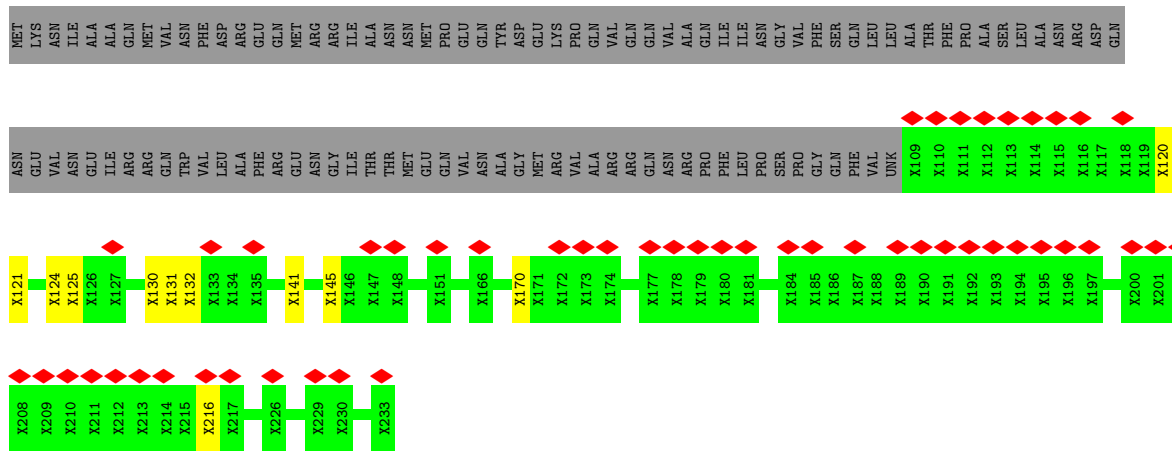 MET LYS ASN ILE ALA ALA GLN MET VAL ASN PHE ASP ARG GLU GLN MET ARG ARG ILE ALA ASN ASN MET PRO GLU GLN TYR ASP GLU LYS PRO GLN VAL GLN GLN VAL ALA GLN ILE ILE ASN GLY VAL PHE SER GLN LEU LEU ALA THR PHE PRO ALA SER LEU ALA ASN ARG ASP GLN
ASN GLU VAL ASN GLU ILE ARG ARG GLN TRP VAL LEU ALA PHE ARG GLU ASN GLY ILE THR THR MET GLU GLN VAL ASN ALA GLY MET ARG VAL ALA ARG ARG GLN ASN ARG PRO PHE LEU PRO SER PRO GLY GLN PHE VAL UNK X109 X110 X111 X112 X113 X114 X115 X116 X117 X118 X119 X120
X121 X124 X125 X126 X127 X130 X131 X132 X133 X134 X135 X141 X145 X146 X147 X148 X151 X166 X170 X171 X172 X173 X174 X177 X178 X179 X180 X181 X184 X185 X186 X187 X188 X189 X190 X191 X192 X193 X194 X195 X196 X197 X200 X201
X208 X209 X210 X211 X212 X213 X214 X215 X216 X217 X226 X229 X230 X233